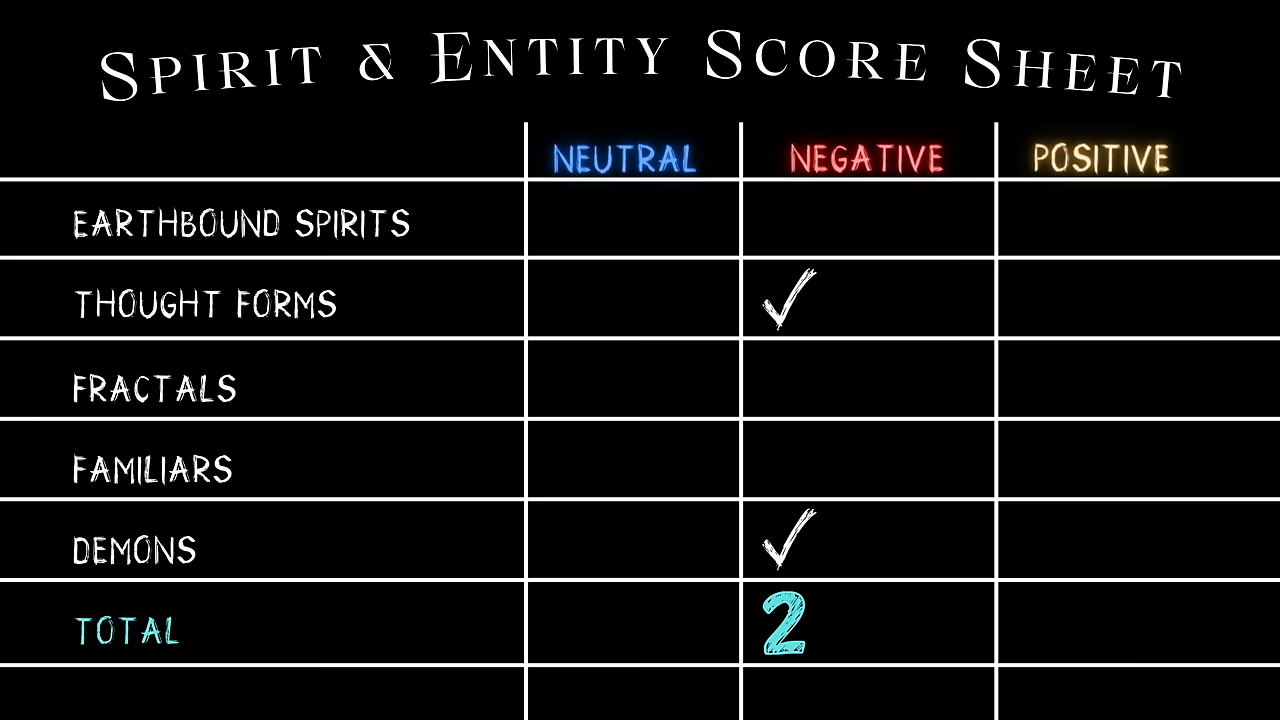 Spirit & Entity Score Sheet
NEUTRAL NEGATIVE POSITIVE
EARTHBOUND SPIRITS
THOUGHT FORMS ✓
FRACTALS
FAMILIARS
DEMONS ✓
TOTAL 2